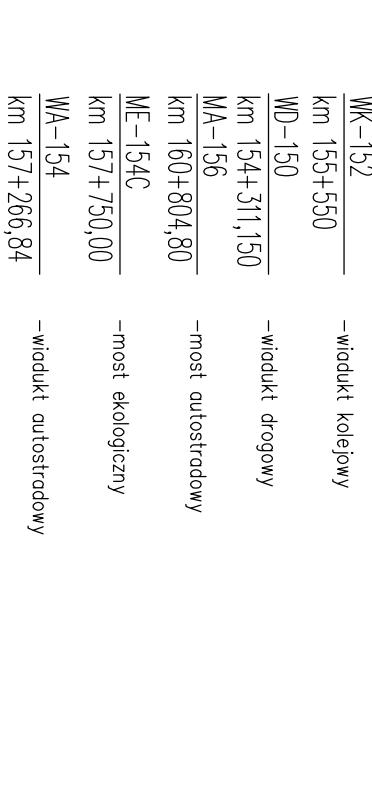 WK-152
km 155+550
-wiadukt kolejowy
WD-150
km 154+311,150
-wiadukt drogowy
MA-156
km 160+804,80
-most autostradowy
ME-154C
km 157+750,00
-most ekologiczny
WA-154
km 157+266,84
-wiadukt autostradowy